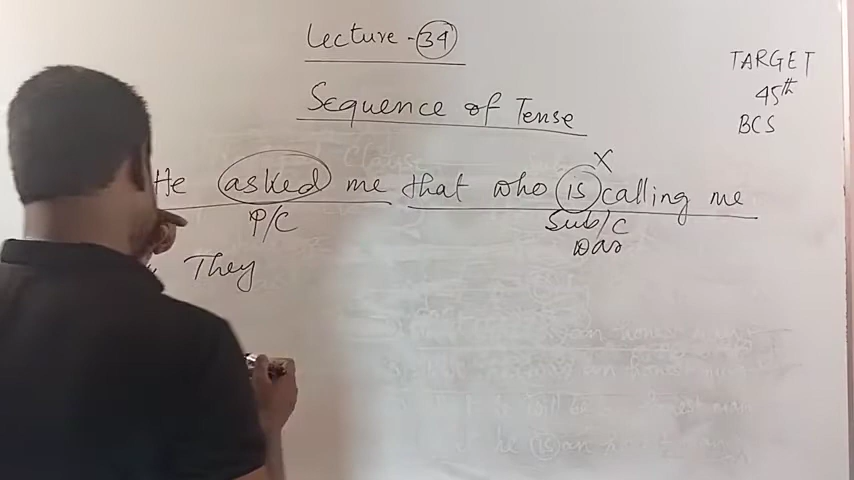 Lecture - 34
Sequence of Tense
TARGET
45th
BCS
X
He asked me that who is calling me
P/C Sub/C
was
They